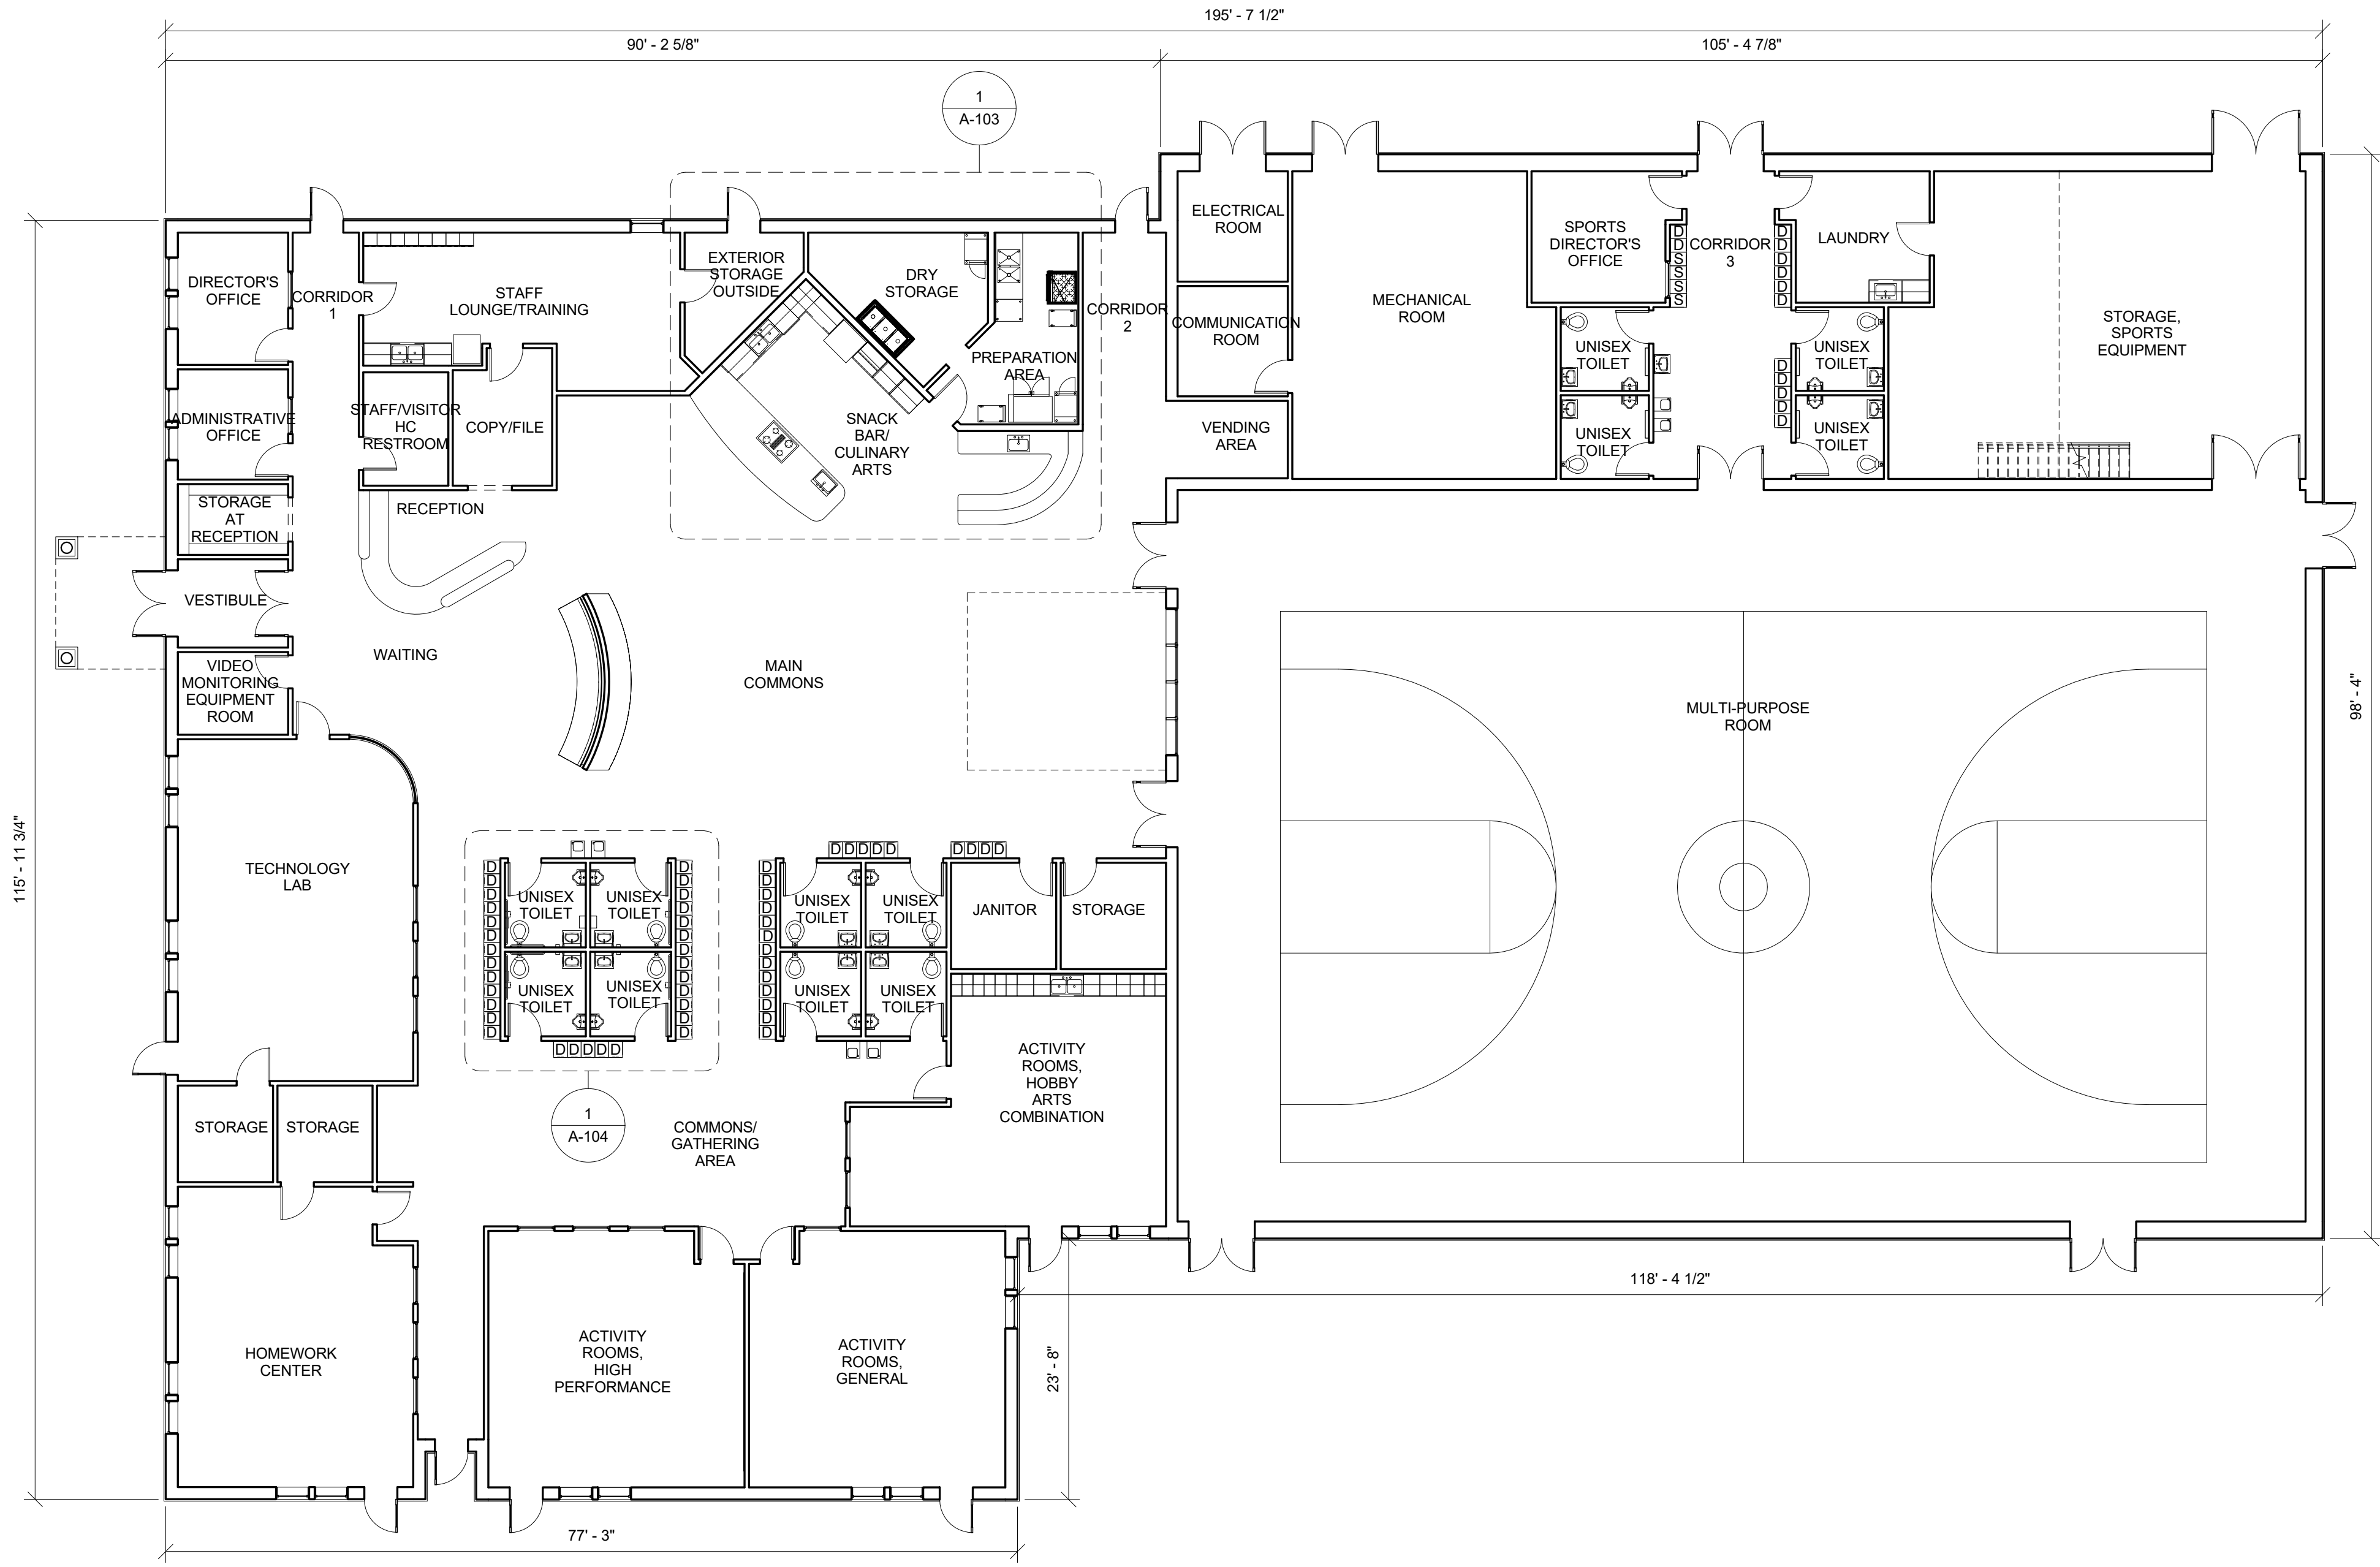 195' - 7 1/2"
90' - 2 5/8"
105' - 4 7/8"
1
A-103
ELECTRICAL
ROOM
SPORTS
DIRECTOR'S
OFFICE
D
D
S
S
S
S
CORRIDOR
3
D
D
D
D
D
D
LAUNDRY
DIRECTOR'S
OFFICE
CORRIDOR
1
STAFF
LOUNGE/TRAINING
EXTERIOR
STORAGE
OUTSIDE
DRY
STORAGE
CORRIDOR
2
COMMUNICATION
ROOM
MECHANICAL
ROOM
STORAGE,
SPORTS
EQUIPMENT
PREPARATION
AREA
UNISEX
TOILET
UNISEX
TOILET
D
D
D
D
D
ADMINISTRATIVE
OFFICE
STAFF/VISITOR
HC
RESTROOM
COPY/FILE
SNACK
BAR/
CULINARY
ARTS
VENDING
AREA
UNISEX
TOILET
UNISEX
TOILET
STORAGE
AT
RECEPTION
RECEPTION
VESTIBULE
WAITING
MAIN
COMMONS
VIDEO
MONITORING
EQUIPMENT
ROOM
MULTI-PURPOSE
ROOM
98' - 4"
115' - 11 3/4"
TECHNOLOGY
LAB
D
D
D
D
D
D
D
D
D
D
D
D
D
UNISEX
TOILET
UNISEX
TOILET
UNISEX
TOILET
UNISEX
TOILET
D
D
D
D
D
D
D
D
D
D
D
D
D
DDDDD
D
D
D
D
D
D
D
D
D
D
D
D
D
DDDDD
DDDD
UNISEX
TOILET
UNISEX
TOILET
UNISEX
TOILET
UNISEX
TOILET
JANITOR
STORAGE
ACTIVITY
ROOMS,
HOBBY
ARTS
COMBINATION
STORAGE
STORAGE
1
A-104
COMMONS/
GATHERING
AREA
118' - 4 1/2"
HOMEWORK
CENTER
ACTIVITY
ROOMS,
HIGH
PERFORMANCE
ACTIVITY
ROOMS,
GENERAL
23' - 8"
77' - 3"